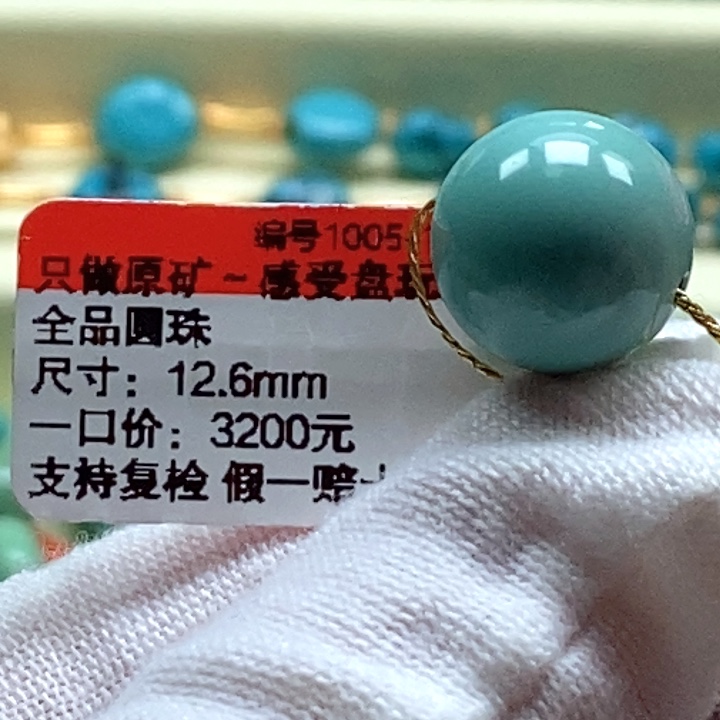 编号1005
只做原矿~感受盘玩
全品圆珠
尺寸：12.6mm
一口价：3200元
支持复检 假一赔